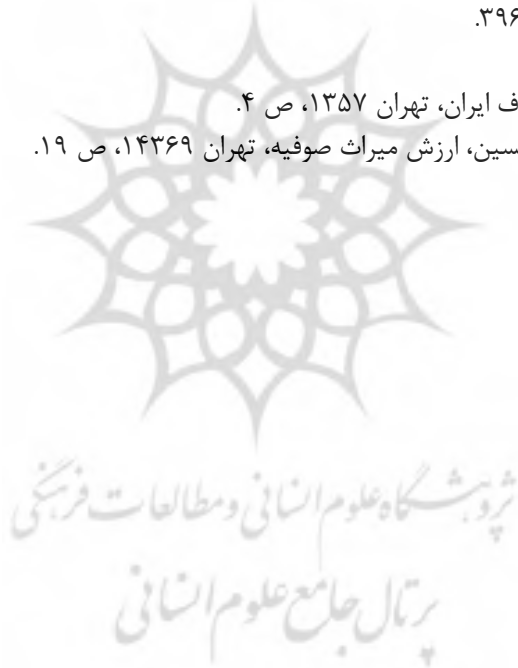 ۳۹۶.
ف ایران، تهران ۱۳۵۷، ص ۴.
سین، ارزش میراث صوفیه، تهران ۱۴۳۶۹، ص ۱۹.
پژوهشگاه علوم انسانی و مطالعات فرهنگی
پرتال جامع علوم انسانی